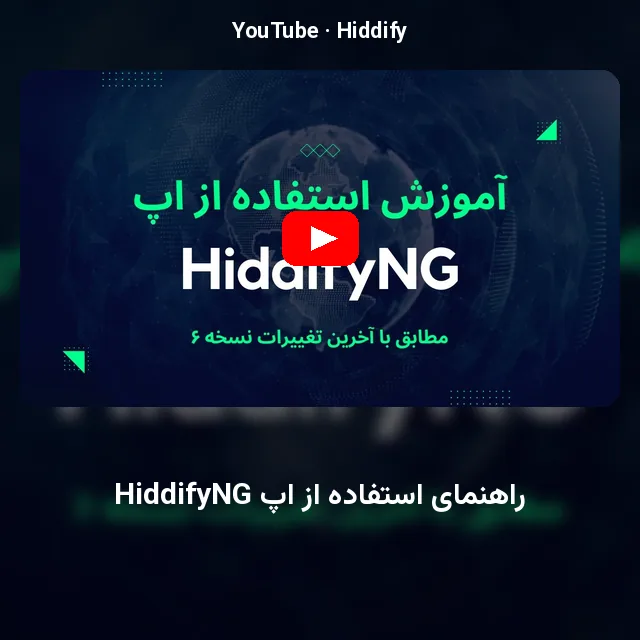 YouTube · Hiddify
آموزش استفاده از اپ
HiddifyNG
مطابق با آخرین تغییرات نسخه ۶
راهنمای استفاده از اپ HiddifyNG